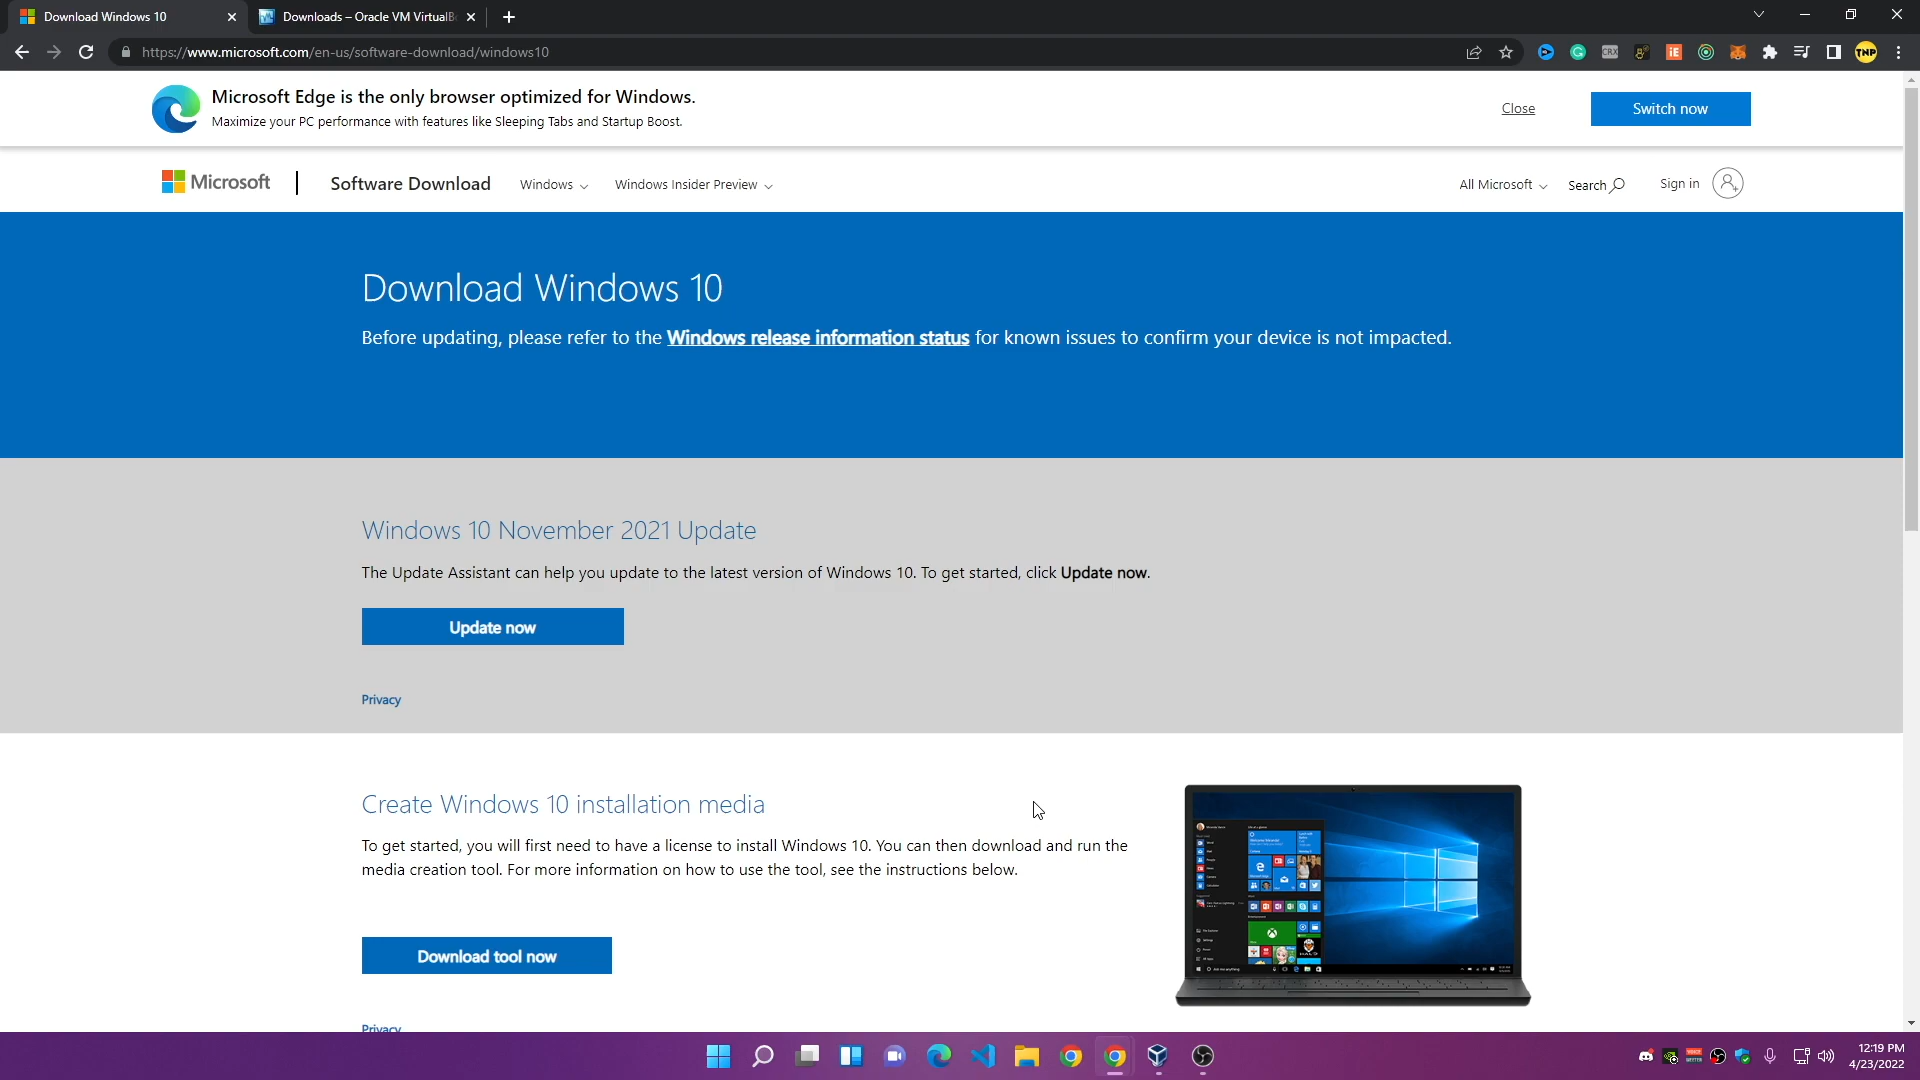 Download Windows 10
Downloads – Oracle VM VirtualB
https://www.microsoft.com/en-us/software-download/windows10
CRX
iE
TNP
Microsoft Edge is the only browser optimized for Windows.
Maximize your PC performance with features like Sleeping Tabs and Startup Boost.
Close
Switch now
Microsoft
Software Download
Windows
Windows Insider Preview
All Microsoft
Search
Sign in
Download Windows 10
Before updating, please refer to the Windows release information status for known issues to confirm your device is not impacted.
Windows 10 November 2021 Update
The Update Assistant can help you update to the latest version of Windows 10. To get started, click Update now.
Update now
Privacy
Create Windows 10 installation media
To get started, you will first need to have a license to install Windows 10. You can then download and run the
media creation tool. For more information on how to use the tool, see the instructions below.
Download tool now
Privacy
12:19 PM
4/23/2022